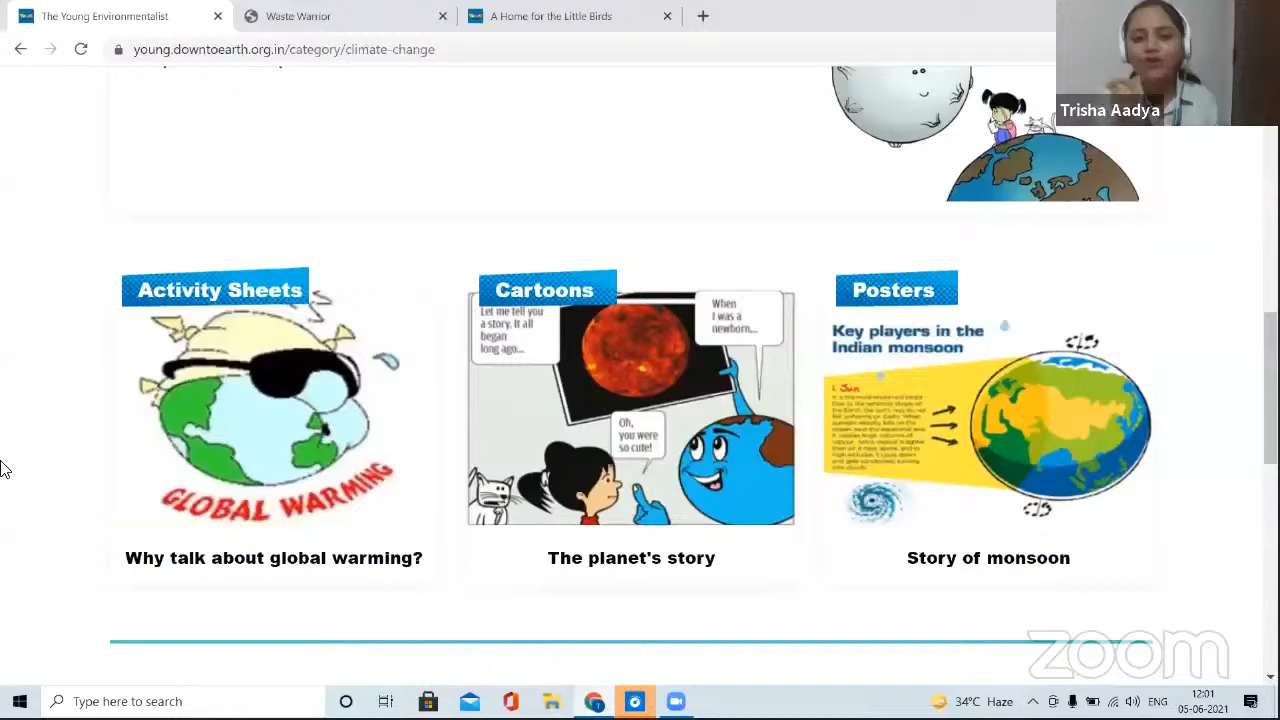 The Young Environmentalist
Waste Warrior
A Home for the Little Birds
young.downtoearth.org.in/category/climate-change
Trisha Aadya
Activity Sheets
GLOBAL WARMING
Why talk about global warming?
Cartoons
Let me tell you
a story. It all
began
long ago...
When
I was a
newborn...
Oh,
you were
so cute!
The planet's story
Posters
Key players in the
Indian monsoon
1. Sun
Story of monsoon
zoom
Type here to search
34°C Haze
ENG
12:01
05-06-2021